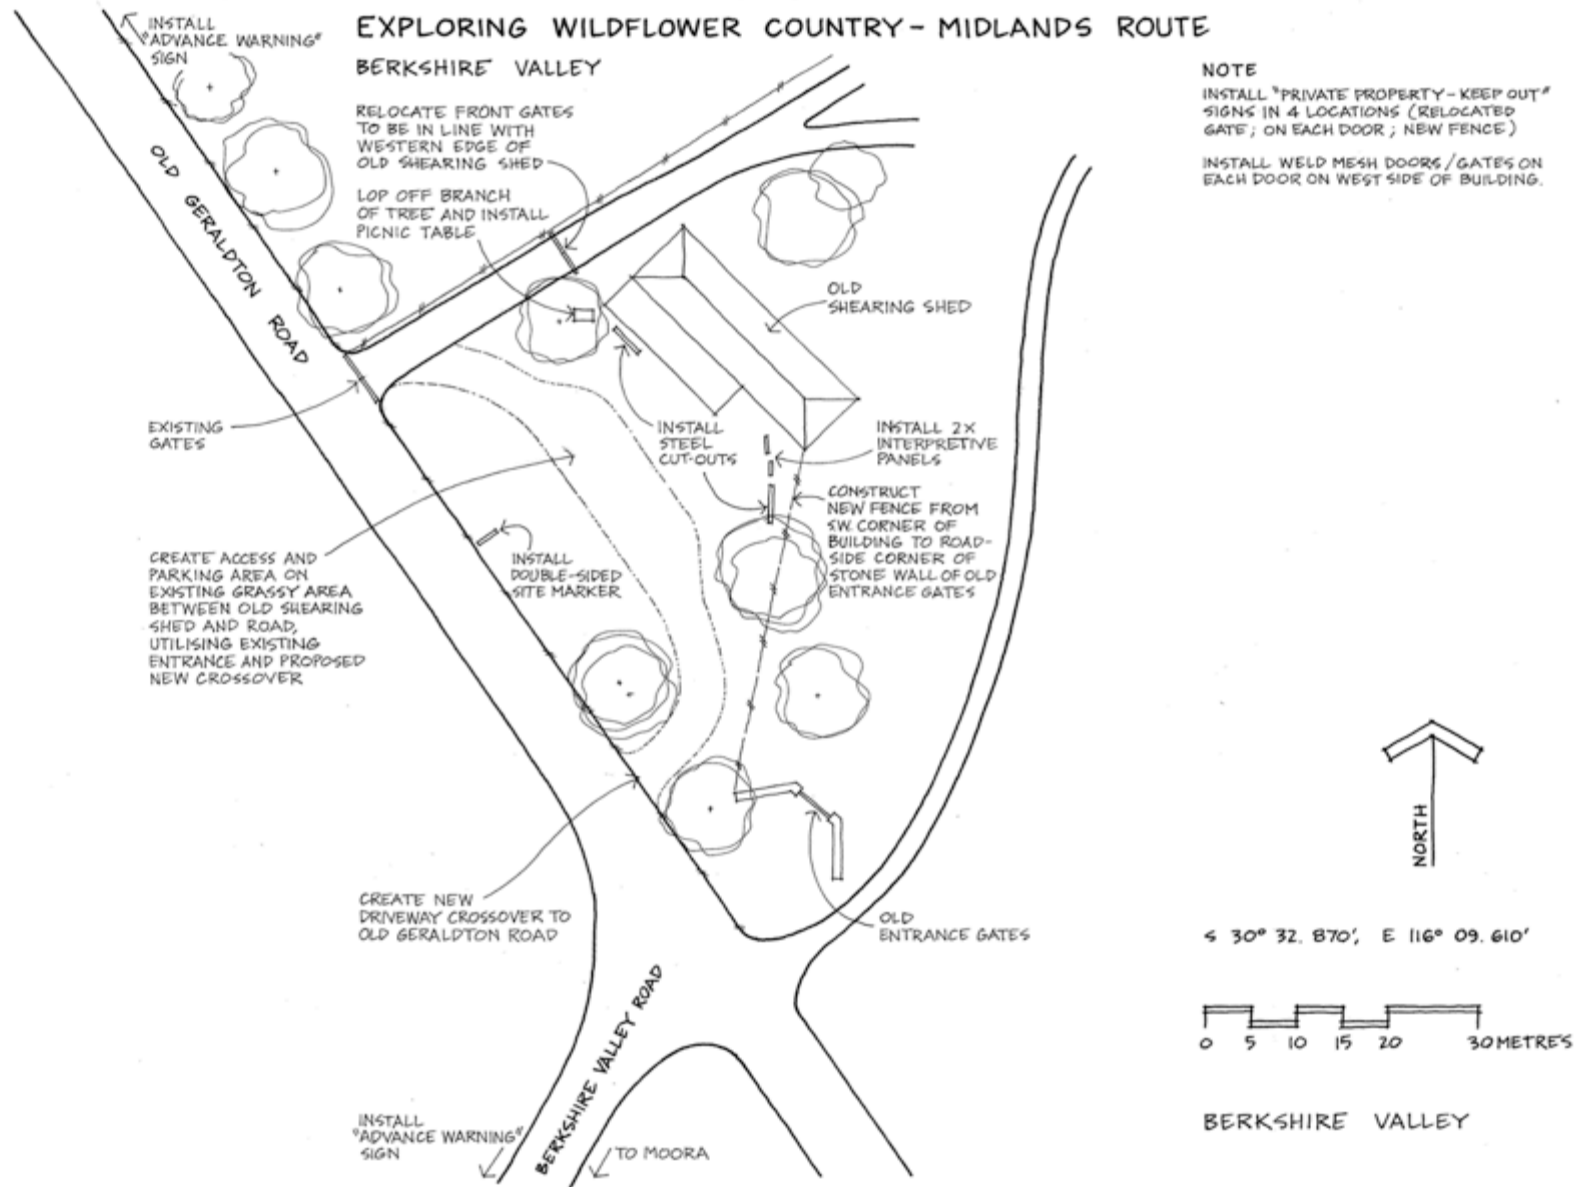 EXPLORING WILDFLOWER COUNTRY - MIDLANDS ROUTE
BERKSHIRE VALLEY
INSTALL
"ADVANCE WARNING"
SIGN
RELOCATE FRONT GATES
TO BE IN LINE WITH
WESTERN EDGE OF
OLD SHEARING SHED
LOP OFF BRANCH
OF TREE AND INSTALL
PICNIC TABLE
NOTE
INSTALL "PRIVATE PROPERTY - KEEP OUT"
SIGNS IN 4 LOCATIONS (RELOCATED
GATE; ON EACH DOOR; NEW FENCE)
INSTALL WELD MESH DOORS/GATES ON
EACH DOOR ON WEST SIDE OF BUILDING.
OLD GERALDTON ROAD
OLD
SHEARING SHED
EXISTING
GATES
INSTALL
STEEL
CUT-OUTS
INSTALL 2X
INTERPRETIVE
PANELS
CONSTRUCT
NEW FENCE FROM
SW. CORNER OF
BUILDING TO ROAD-
SIDE CORNER OF
STONE WALL OF OLD
ENTRANCE GATES
INSTALL
DOUBLE-SIDED
SITE MARKER
CREATE ACCESS AND
PARKING AREA ON
EXISTING GRASSY AREA
BETWEEN OLD SHEARING
SHED AND ROAD,
UTILISING EXISTING
ENTRANCE AND PROPOSED
NEW CROSSOVER
NORTH
CREATE NEW
DRIVEWAY CROSSOVER TO
OLD GERALDTON ROAD
OLD
ENTRANCE GATES
S 30° 32. 870', E 116° 09. 610'
0 5 10 15 20 30 METRES
BERKSHIRE VALLEY ROAD
INSTALL
"ADVANCE WARNING"
SIGN
TO MOORA
BERKSHIRE VALLEY